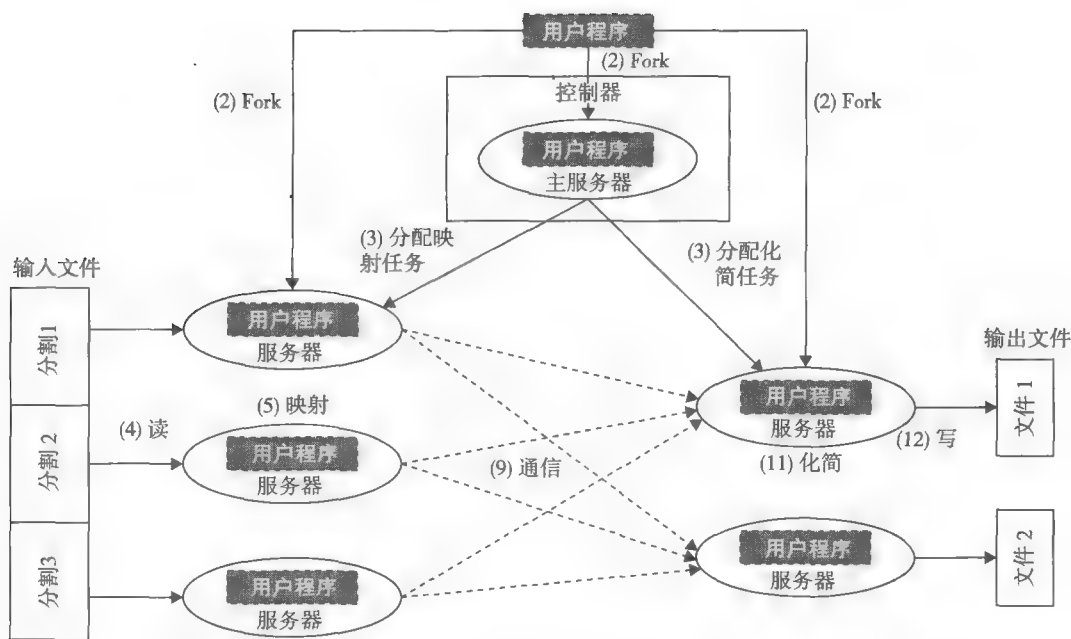 用户程序
(2) Fork
(2) Fork
(2) Fork
控制器
用户程序
主服务器
(3) 分配映
射任务
(3) 分配化
简任务
输入文件
分割1
分割 2
分割3
(4) 读
用户程序
服务器
(5) 映射
用户程序
服务器
用户程序
服务器
(9) 通信
用户程序
服务器
(11) 化简
用户程序
服务器
(12) 写
输出文件
文件 1
文件 2